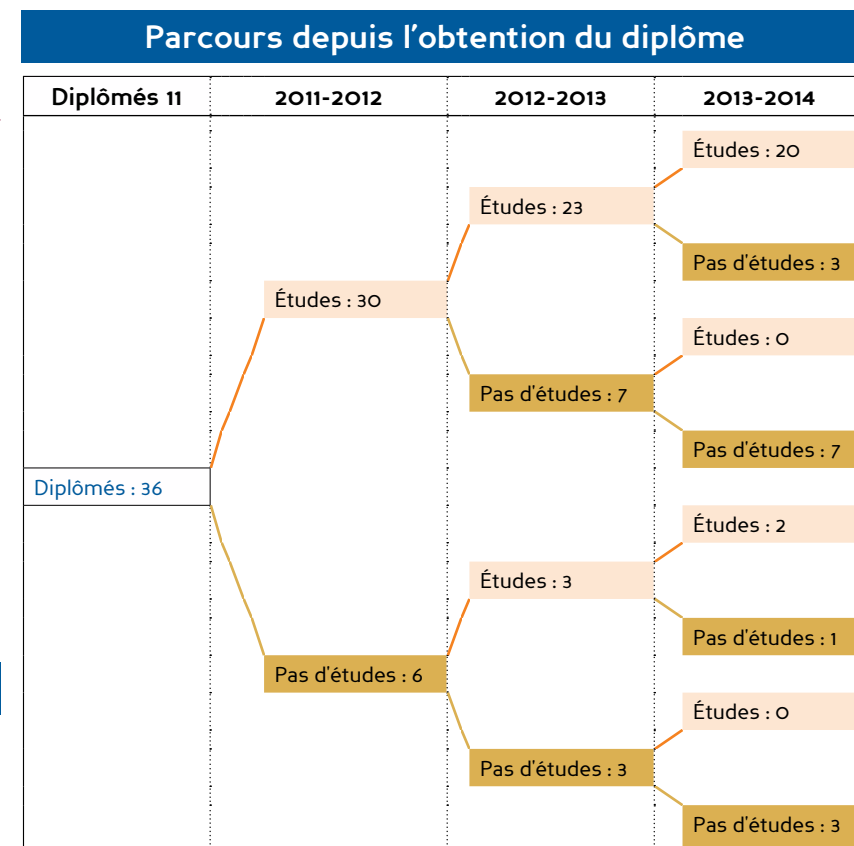 Parcours depuis l'obtention du diplôme
Diplômés 11 2011-2012 2012-2013 2013-2014
Études : 20
Études : 23
Pas d'études : 3
Études : 30
Études : 0
Pas d'études : 7
Pas d'études : 7
Diplômés : 36
Études : 2
Études : 3
Pas d'études : 1
Pas d'études : 6
Études : 0
Pas d'études : 3
Pas d'études : 3